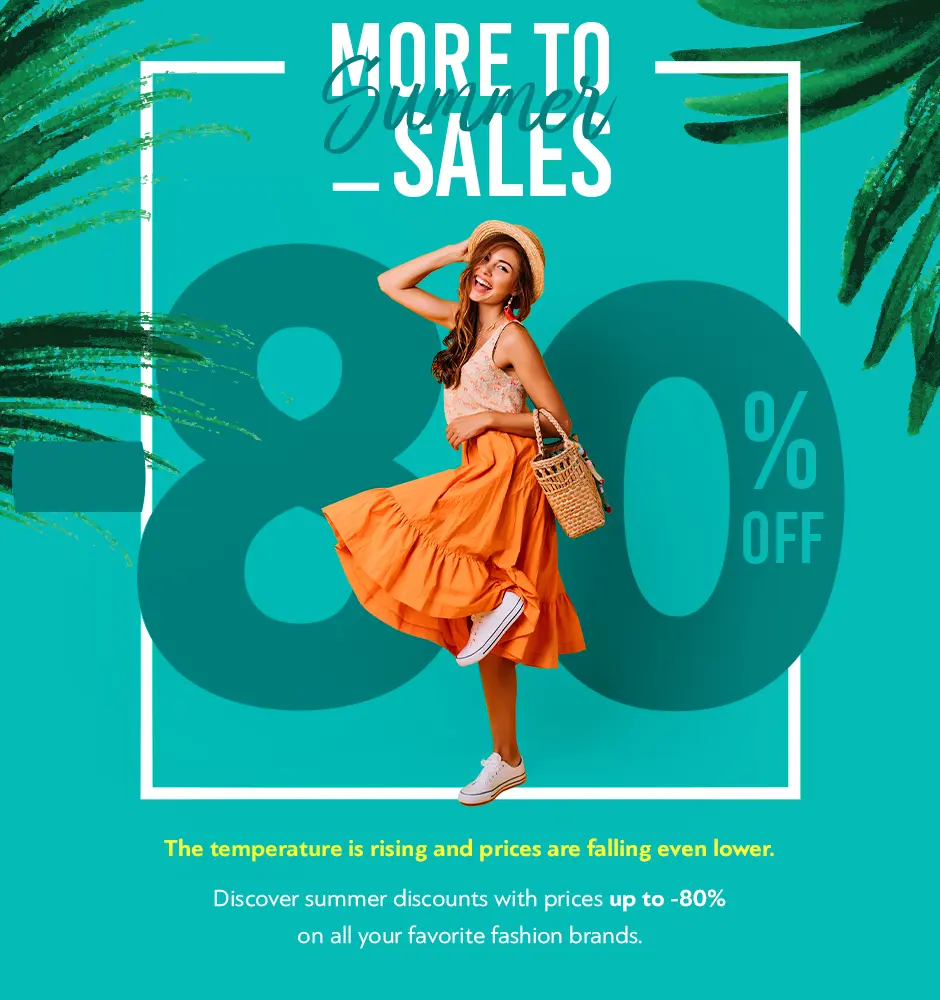 MORE TO
Summer
SALES
-80
%
OFF
The temperature is rising and prices are falling even lower.
Discover summer discounts with prices up to -80%
on all your favorite fashion brands.